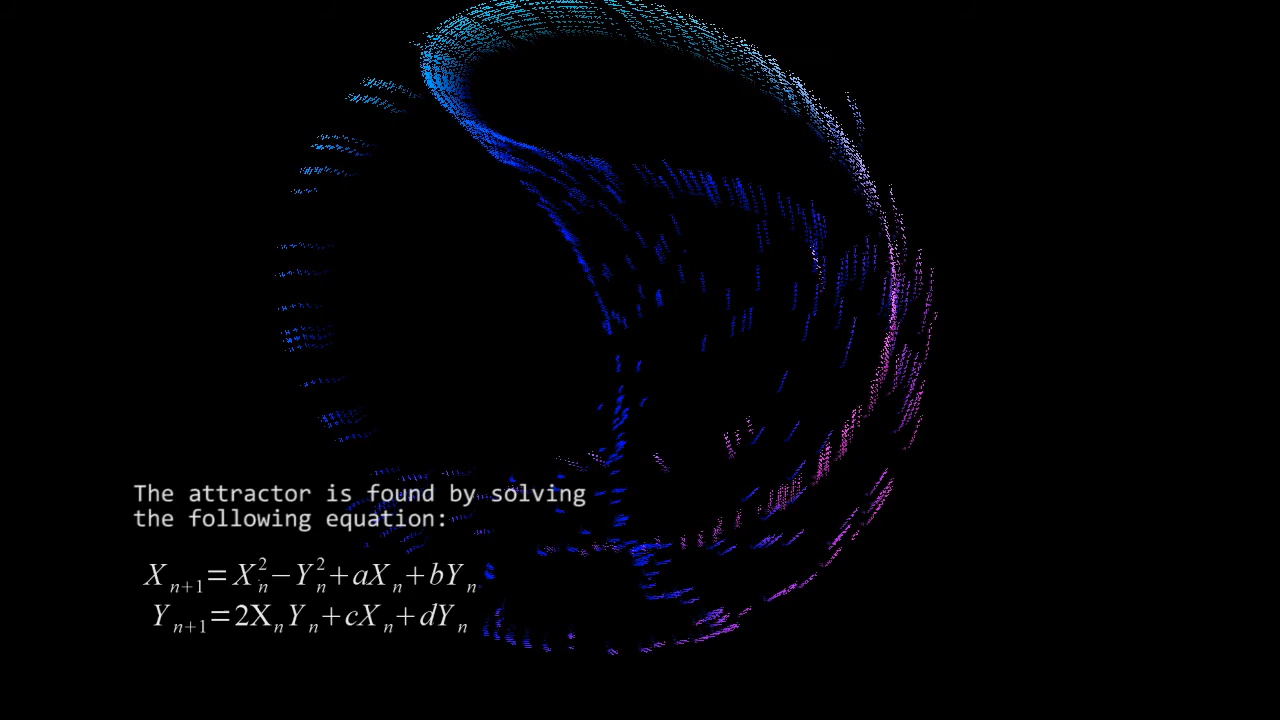 The attractor is found by solving
the following equation:
X_{n+1}=X_n^2−Y_n^2+aX_n+bY_n
Y_{n+1}=2X_nY_n+cX_n+dY_n